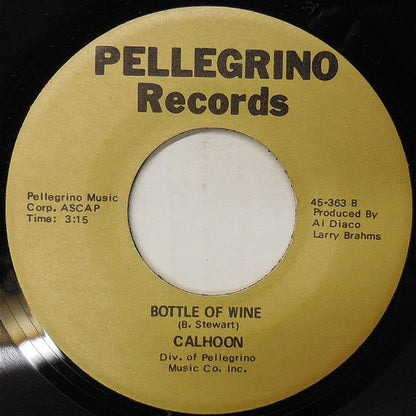 PELLEGRINO
Records
Pellegrino Music
Corp. ASCAP
Time: 3:15
45-363 B
Produced By
Al Diaco
Larry Brahms
BOTTLE OF WINE
(B. Stewart)
CALHOON
Div. of Pellegrino
Music Co. Inc.